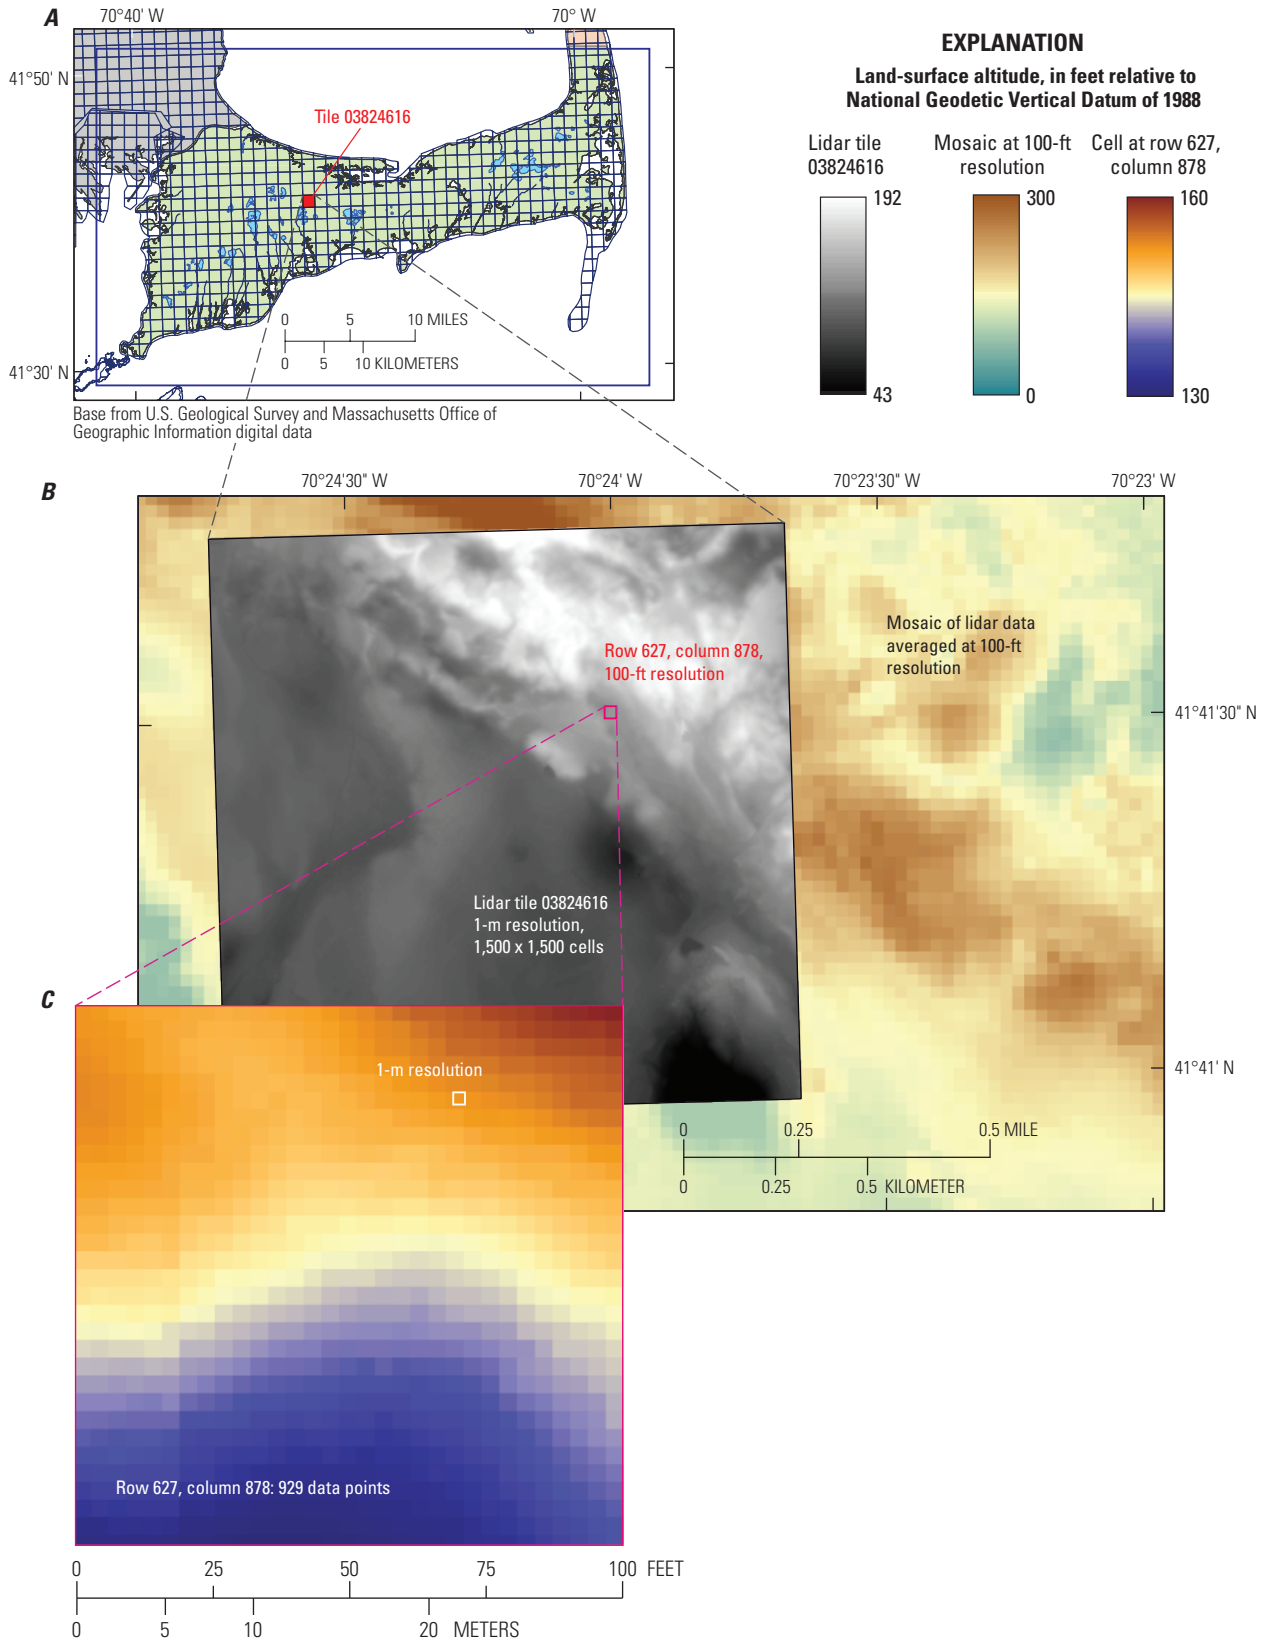 A
70°40' W
70° W
41°50' N
41°30' N
Tile 03824616
0 5 10 MILES
0 5 10 KILOMETERS
Base from U.S. Geological Survey and Massachusetts Office of
Geographic Information digital data
EXPLANATION
Land-surface altitude, in feet relative to
National Geodetic Vertical Datum of 1988
Lidar tile
03824616
192
43
Mosaic at 100-ft
resolution
300
0
Cell at row 627,
column 878
160
130
B
70°24'30" W
70°24' W
70°23'30" W
70°23' W
Mosaic of lidar data
averaged at 100-ft
resolution
Row 627, column 878,
100-ft resolution
41°41'30" N
Lidar tile 03824616
1-m resolution,
1,500 x 1,500 cells
41°41' N
0 0.25 0.5 MILE
0 0.25 0.5 KILOMETER
C
1-m resolution
Row 627, column 878: 929 data points
0 25 50 75 100 FEET
0 5 10 20 METERS